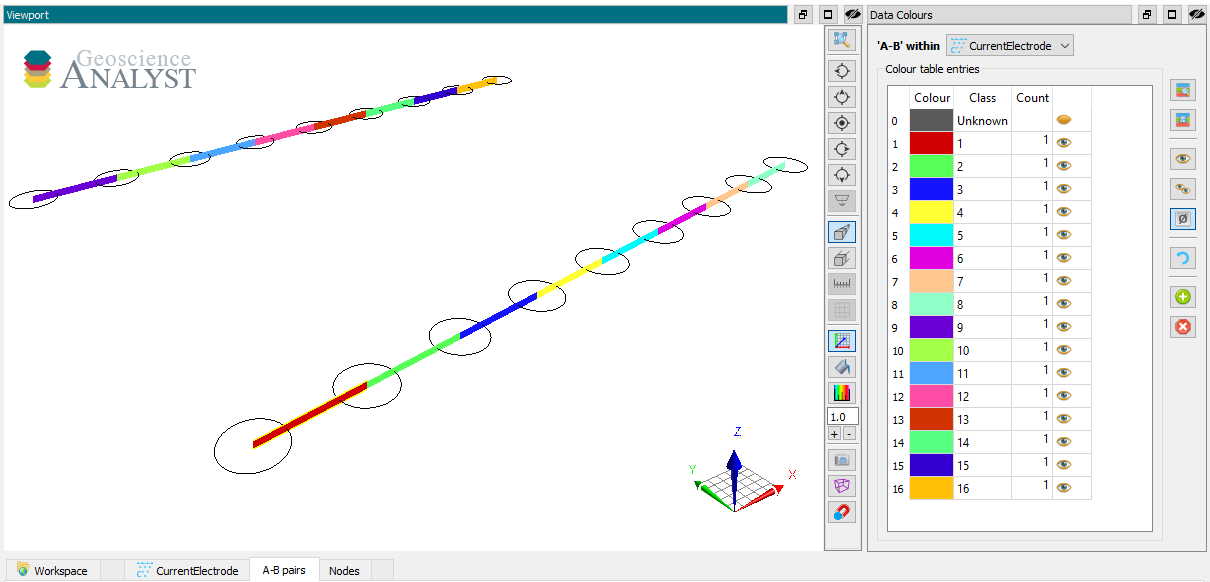 Viewport
Data Colours
Geoscience
ANALYST
'A-B' within CurrentElectrode
Colour table entries
Colour Class Count
0 Unknown
1 1 1
2 2 1
3 3 1
4 4 1
5 5 1
6 6 1
7 7 1
8 8 1
9 9 1
10 10 1
11 11 1
12 12 1
13 13 1
14 14 1
15 15 1
16 16 1
1.0
+ -
Z
Y
X
Workspace CurrentElectrode A-B pairs Nodes